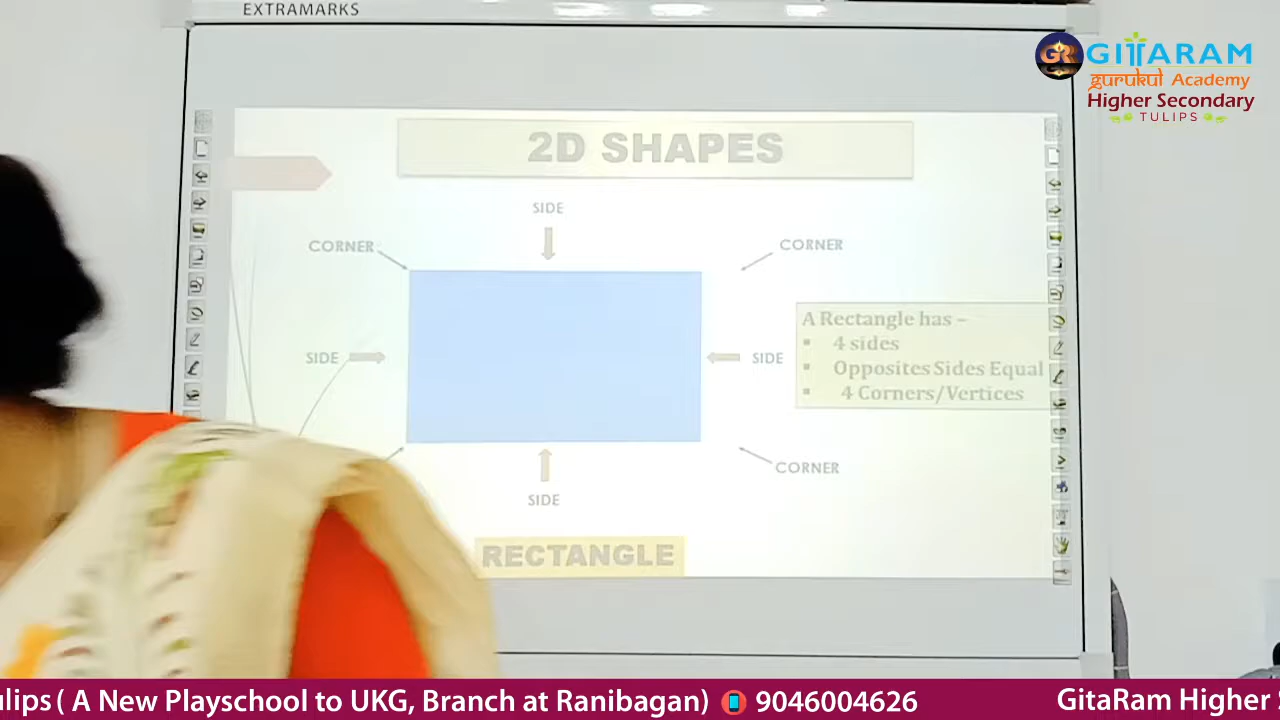 EXTRAMARKS
GR GITARAM
gurukul Academy
Higher Secondary
TULIPS
2D SHAPES
SIDE
CORNER
CORNER
A Rectangle has –
4 sides
SIDE
SIDE
Opposites Sides Equal
4 Corners/Vertices
CORNER
SIDE
RECTANGLE
ulips ( A New Playschool to UKG, Branch at Ranibagan) 9046004626 GitaRam Higher S